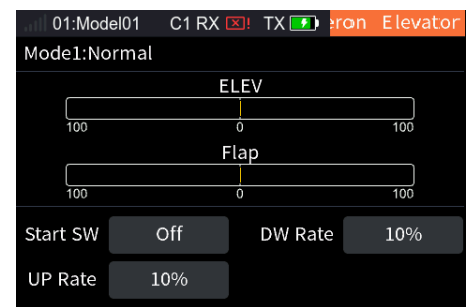 01:Model01 C1 RX ! TX eron Elevator
Mode1:Normal
ELEV
100 0 100
Flap
100 0 100
Start SW Off DW Rate 10%
UP Rate 10%